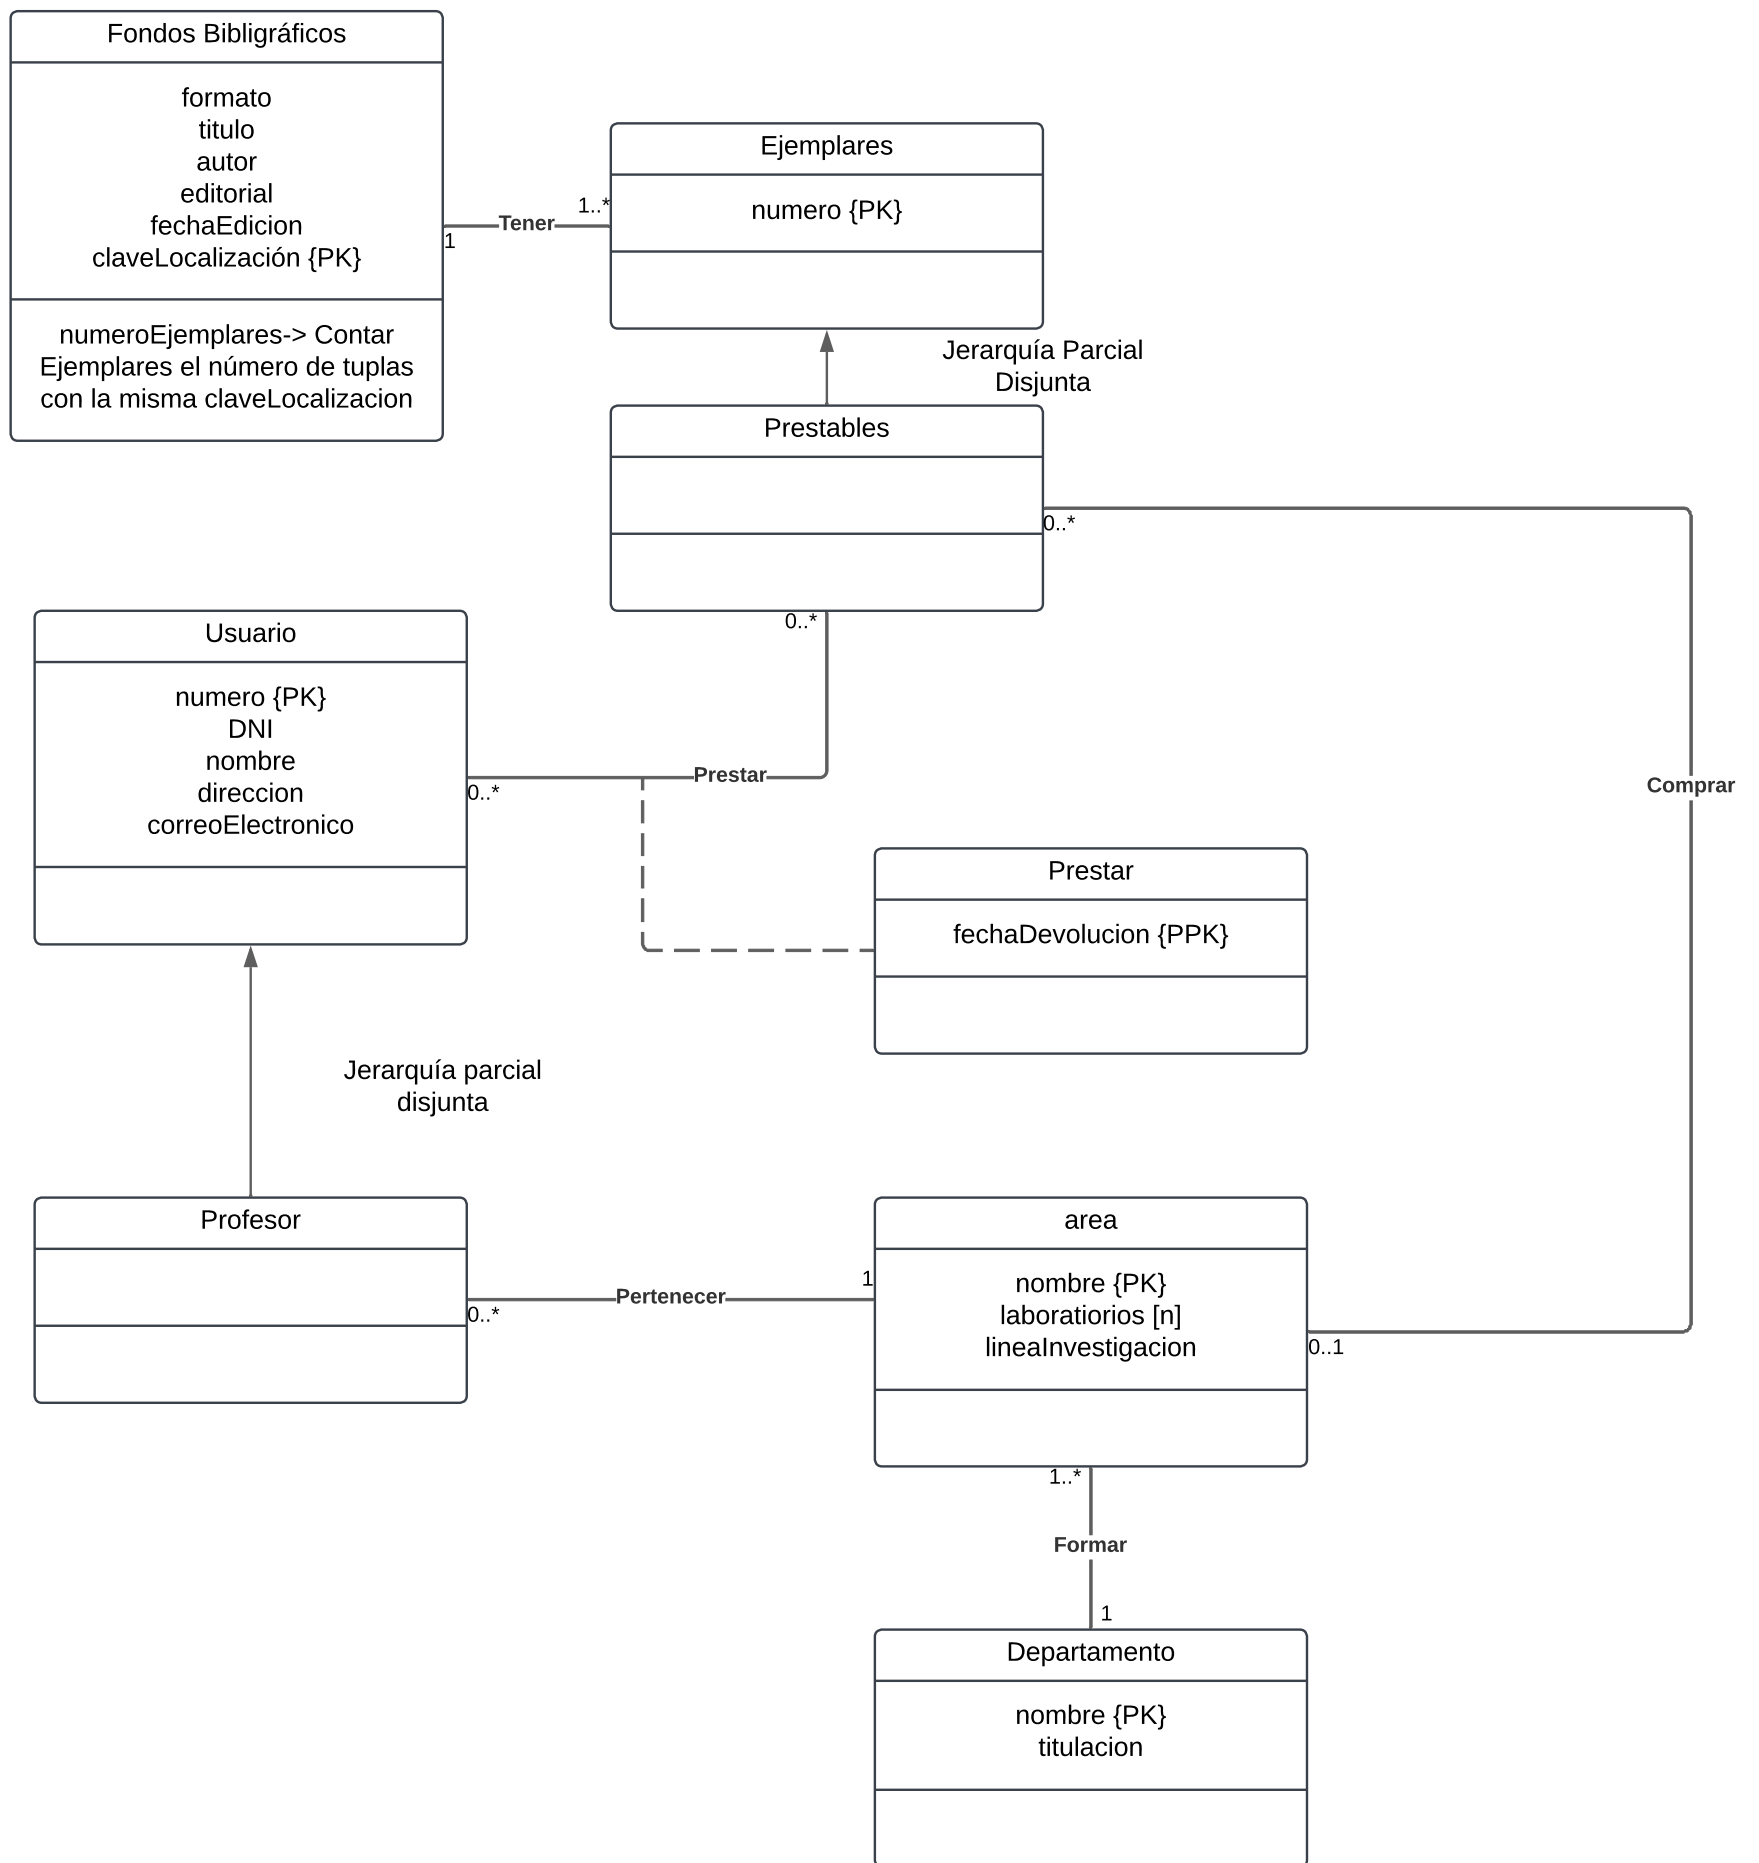 Fondos Bibligráficos
formato
titulo
autor
editorial
fechaEdicion
claveLocalización {PK}
numeroEjemplares-> Contar
Ejemplares el número de tuplas
con la misma claveLocalizacion
1
Tener
1..*
Ejemplares
numero {PK}
Jerarquía Parcial
Disjunta
Prestables
0..*
0..*
Usuario
numero {PK}
DNI
nombre
direccion
correoElectronico
0..*
Prestar
Comprar
Prestar
fechaDevolucion {PPK}
Jerarquía parcial
disjunta
Profesor
0..*
Pertenecer
1
area
nombre {PK}
laboratiorios [n]
lineaInvestigacion
0..1
1..*
Formar
1
Departamento
nombre {PK}
titulacion